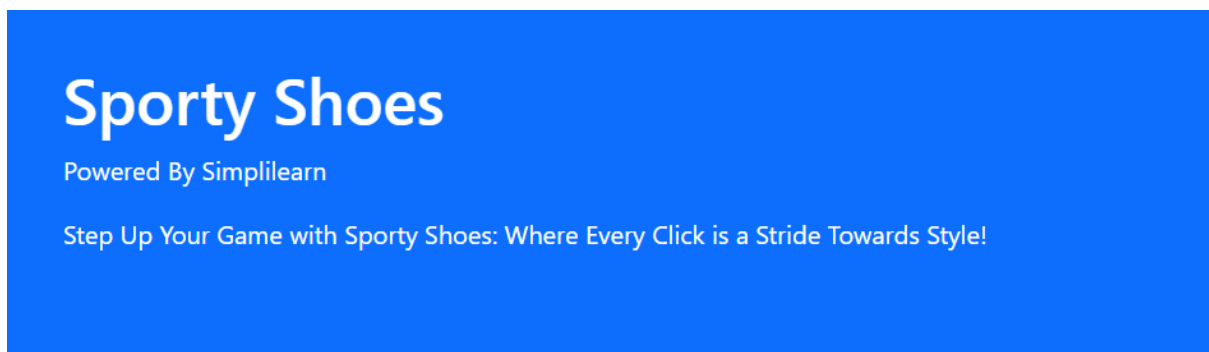 Sporty Shoes
Powered By Simplilearn
Step Up Your Game with Sporty Shoes: Where Every Click is a Stride Towards Style!